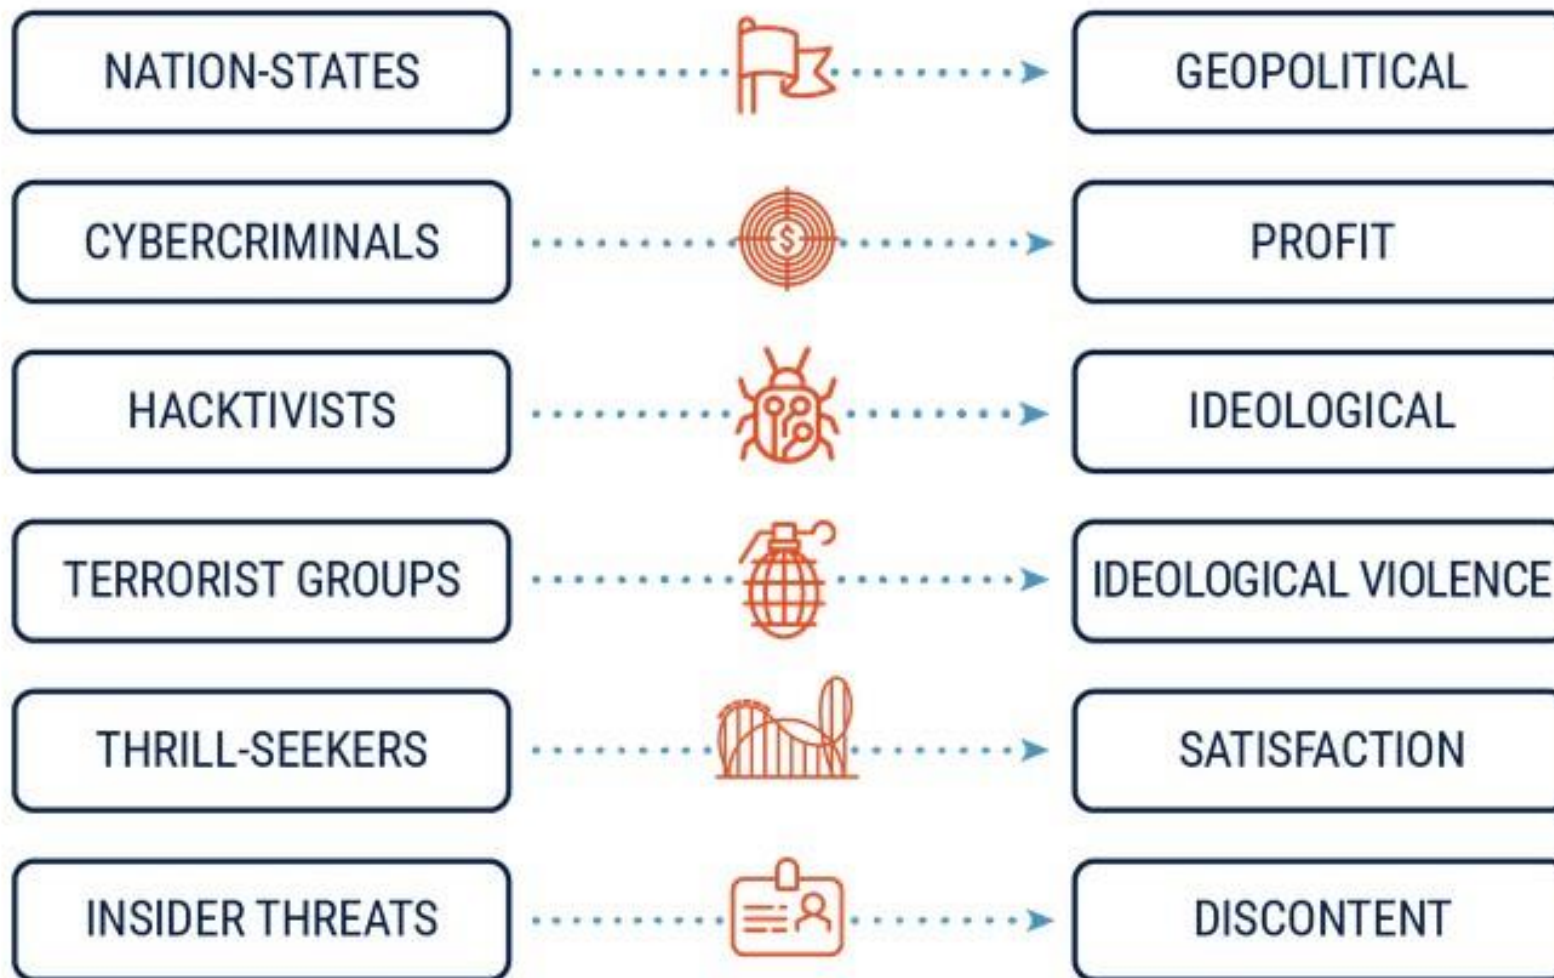 NATION-STATES
GEOPOLITICAL
CYBERCRIMINALS
$
PROFIT
HACKTIVISTS
IDEOLOGICAL
TERRORIST GROUPS
IDEOLOGICAL VIOLENCE
THRILL-SEEKERS
SATISFACTION
INSIDER THREATS
DISCONTENT